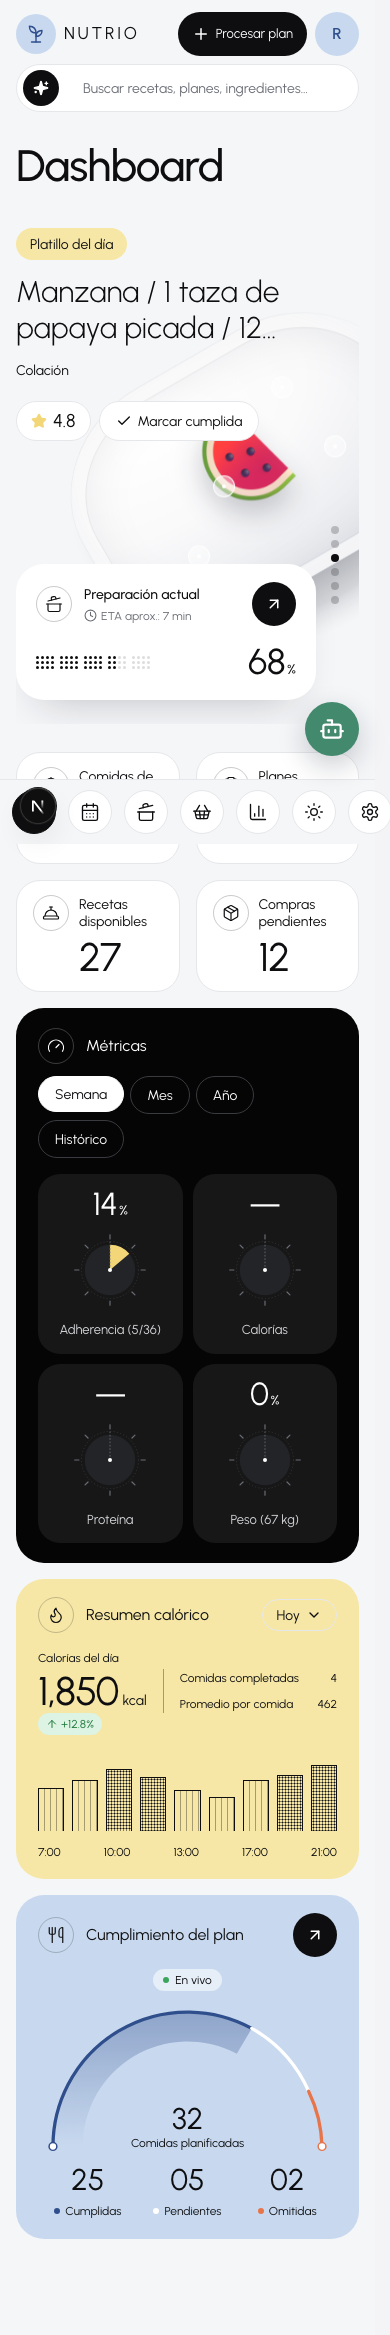 NUTRIO
Procesar plan
R
Buscar recetas, planes, ingredientes...
Dashboard
Platillo del día
Manzana / 1 taza de
papaya picada / 12...
Colación
4.8
Marcar cumplida
Preparación actual
ETA aprox.: 7 min
68%
Comidas de
Planes
N
Recetas
disponibles
27
Compras
pendientes
12
Métricas
Semana
Mes
Año
Histórico
14%
Adherencia (5/36)
—
Calorías
—
Proteína
0%
Peso (67 kg)
Resumen calórico
Hoy
Calorías del día
1,850 kcal
↑ +12.8%
Comidas completadas 4
Promedio por comida 462
7:00 10:00 13:00 17:00 21:00
Cumplimiento del plan
En vivo
32
Comidas planificadas
25
Cumplidas
05
Pendientes
02
Omitidas